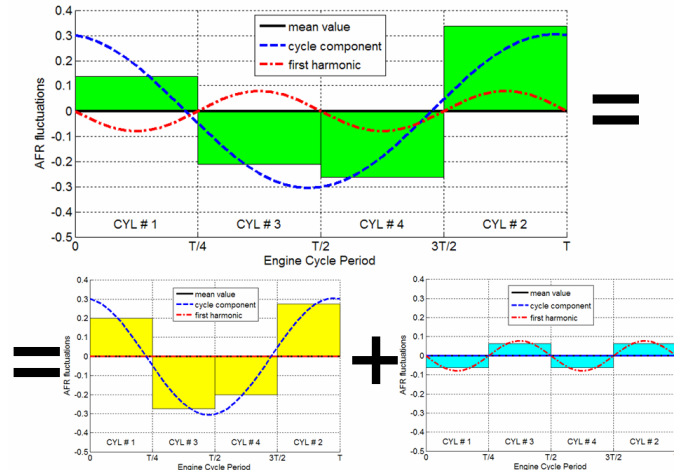 0.4
0.3
0.2
0.1
0
-0.1
-0.2
-0.3
-0.4
-0.5
AFR fluctuations
mean value
cycle component
first harmonic
CYL # 1 CYL # 3 CYL # 4 CYL # 2
0 T/4 T/2 3T/2 T
Engine Cycle Period
=
=
0.4
0.3
0.2
0.1
0
-0.1
-0.2
-0.3
-0.4
-0.5
AFR fluctuations
mean value
cycle component
first harmonic
CYL # 1 CYL # 3 CYL # 4 CYL # 2
0 T/4 T/2 3T/2 T
Engine Cycle Period
+
0.4
0.3
0.2
0.1
0
-0.1
-0.2
-0.3
-0.4
-0.5
AFR fluctuations
mean value
cycle component
first harmonic
CYL # 1 CYL # 3 CYL # 4 CYL # 2
0 T/4 T/2 3T/2
Engine Cycle Period